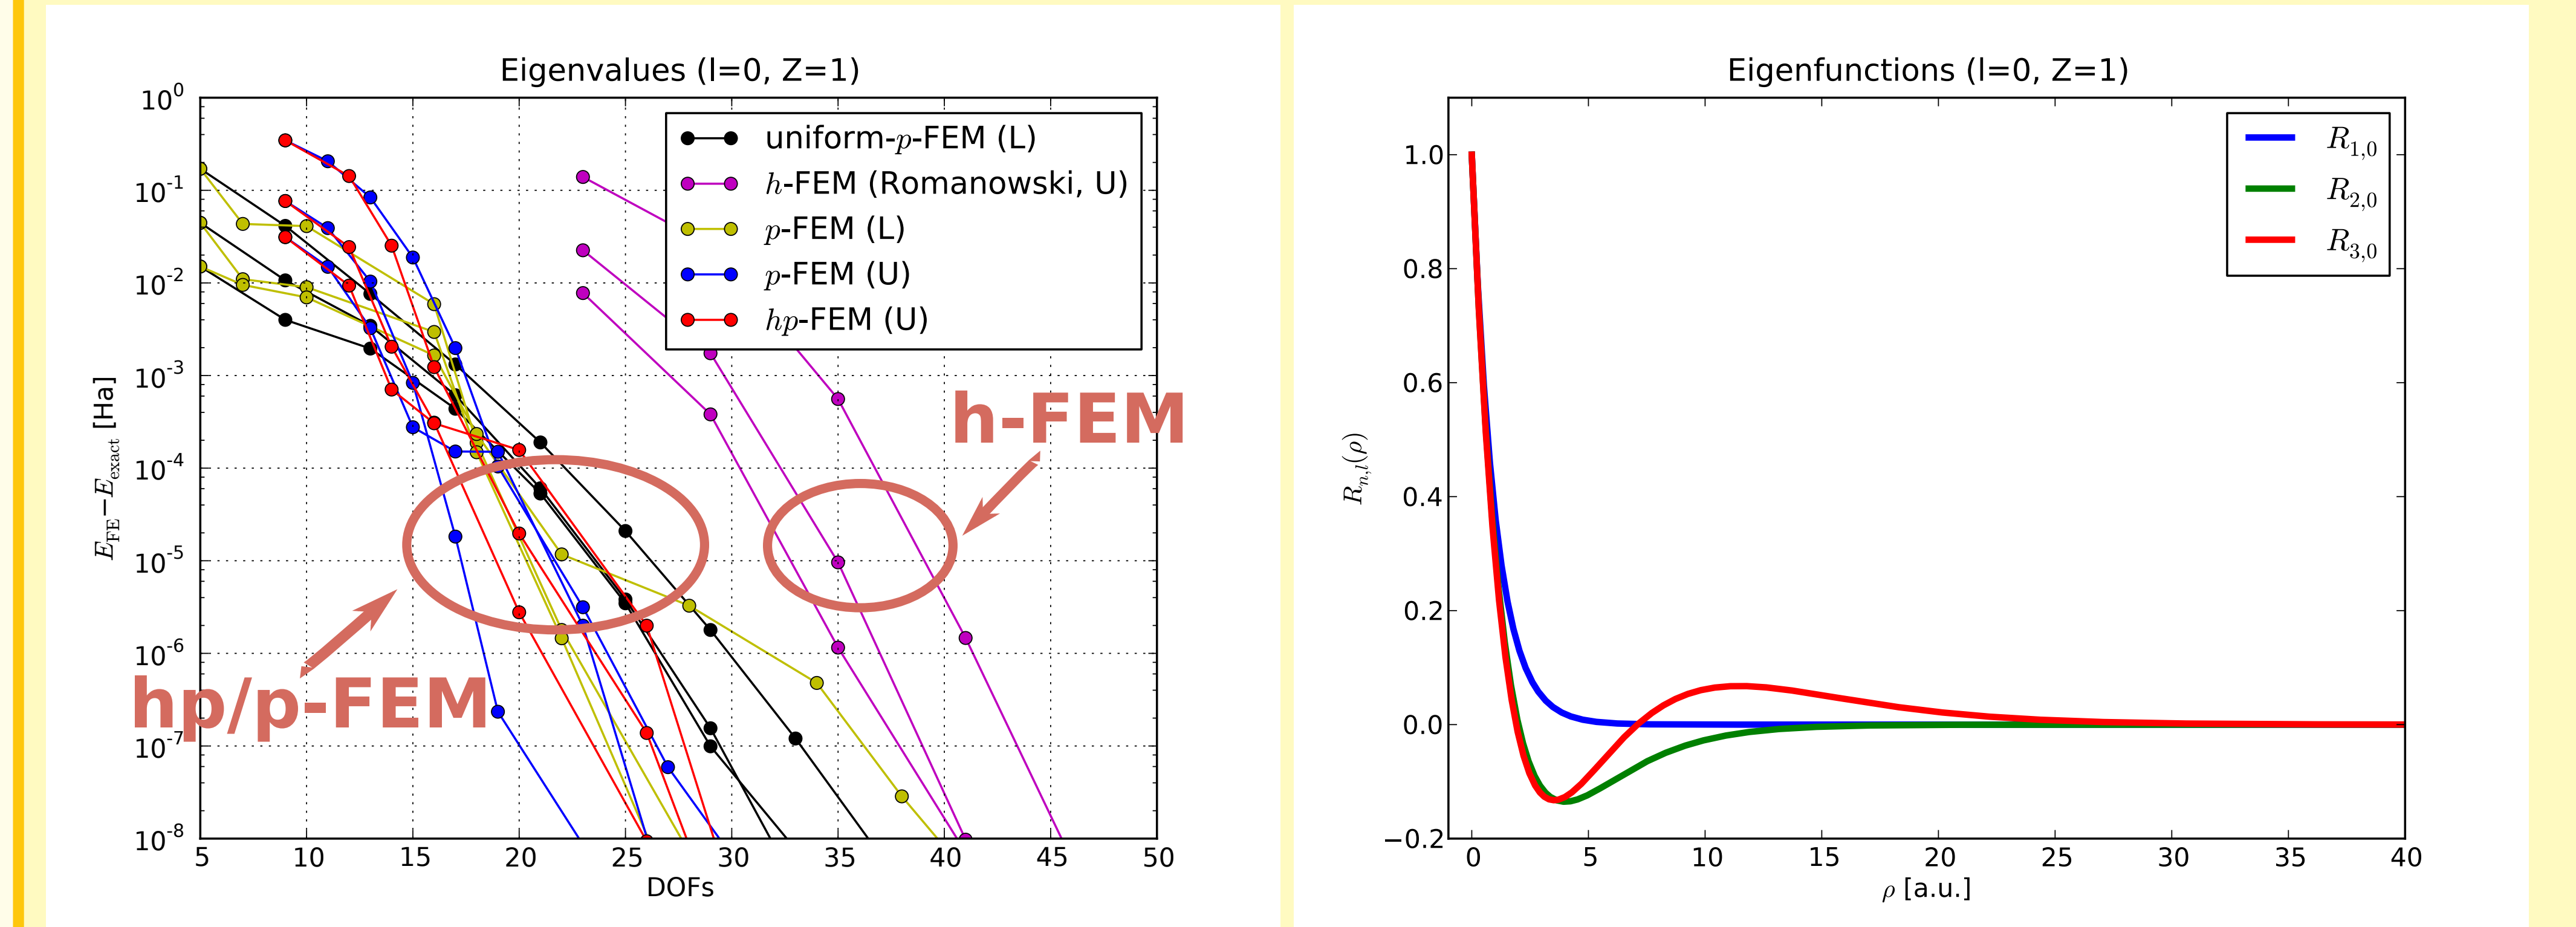 Eigenvalues (l=0, Z=1)
10^0
10^-1
10^-2
10^-3
10^-4
10^-5
10^-6
10^-7
10^-8
E_FE−E_exact [Ha]
uniform-p-FEM (L)
h-FEM (Romanowski, U)
p-FEM (L)
p-FEM (U)
hp-FEM (U)
h-FEM
hp/p-FEM
5 10 15 20 25 30 35 40 45 50
DOFs
Eigenfunctions (l=0, Z=1)
1.0
0.8
0.6
0.4
0.2
0.0
−0.2
R_n,l(ρ)
R_1,0
R_2,0
R_3,0
0 5 10 15 20 25 30 35 40
ρ [a.u.]